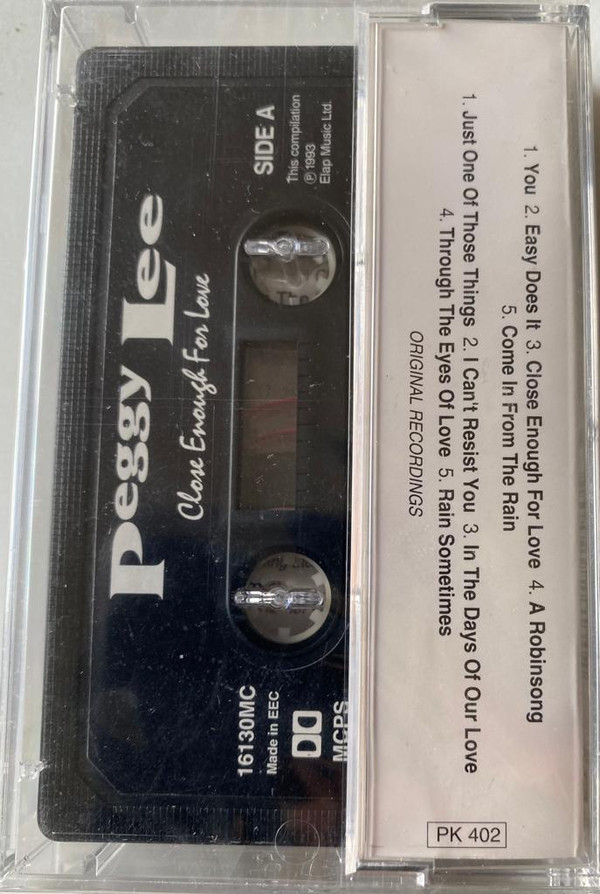 Peggy Lee
Close Enough For Love
SIDE A
This compilation
℗ 1993
Elap Music Ltd.
16130MC
Made in EEC
MCPS
1. You 2. Easy Does It 3. Close Enough For Love 4. A Robinsong
5. Come In From The Rain
1. Just One Of Those Things 2. I Can't Resist You 3. In The Days Of Our Love
4. Through The Eyes Of Love 5. Rain Sometimes
ORIGINAL RECORDINGS
PK 402